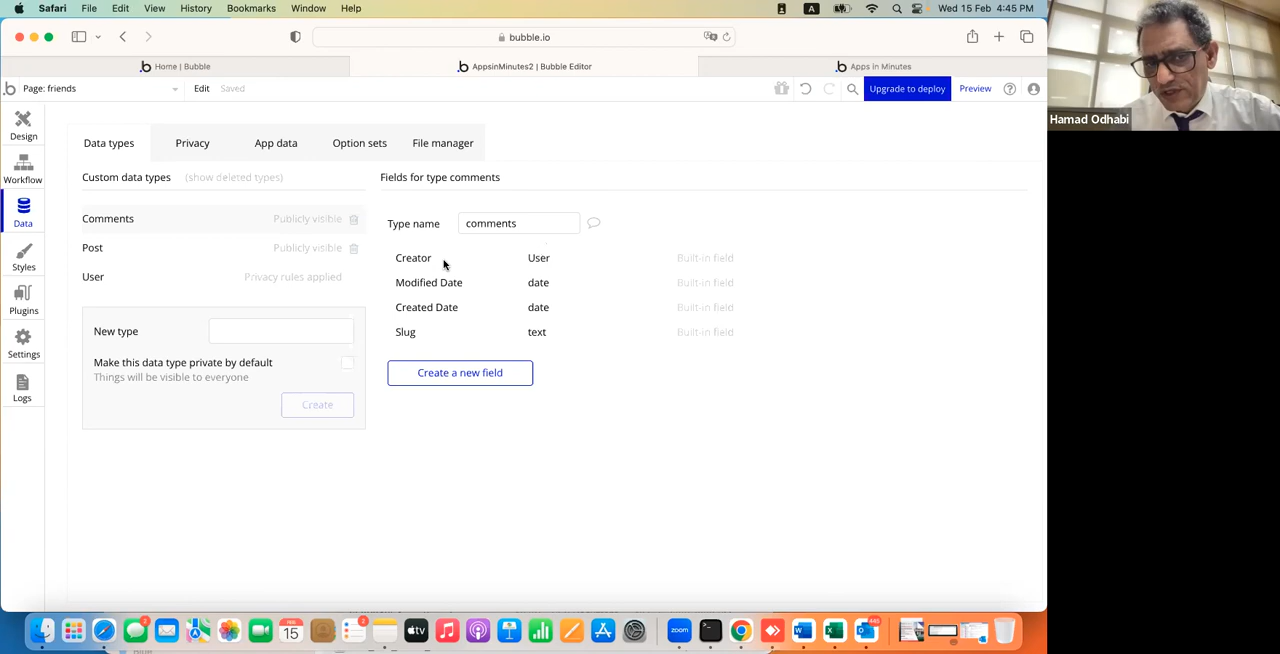 Safari File Edit View History Bookmarks Window Help
A
Wed 15 Feb 4:45 PM
bubble.io
Home | Bubble
AppsinMinutes2 | Bubble Editor
Apps in Minutes
Page: friends
Edit
Saved
Upgrade to deploy
Preview
Hamad Odhabi
Design
Workflow
Data
Styles
Plugins
Settings
Logs
Data types
Privacy
App data
Option sets
File manager
Custom data types (show deleted types)
Comments Publicly visible
Post Publicly visible
User Privacy rules applied
New type
Make this data type private by default
Things will be visible to everyone
Create
Fields for type comments
Type name comments
Creator User Built-in field
Modified Date date Built-in field
Created Date date Built-in field
Slug text Built-in field
Create a new field
FEB
15
tv
zoom